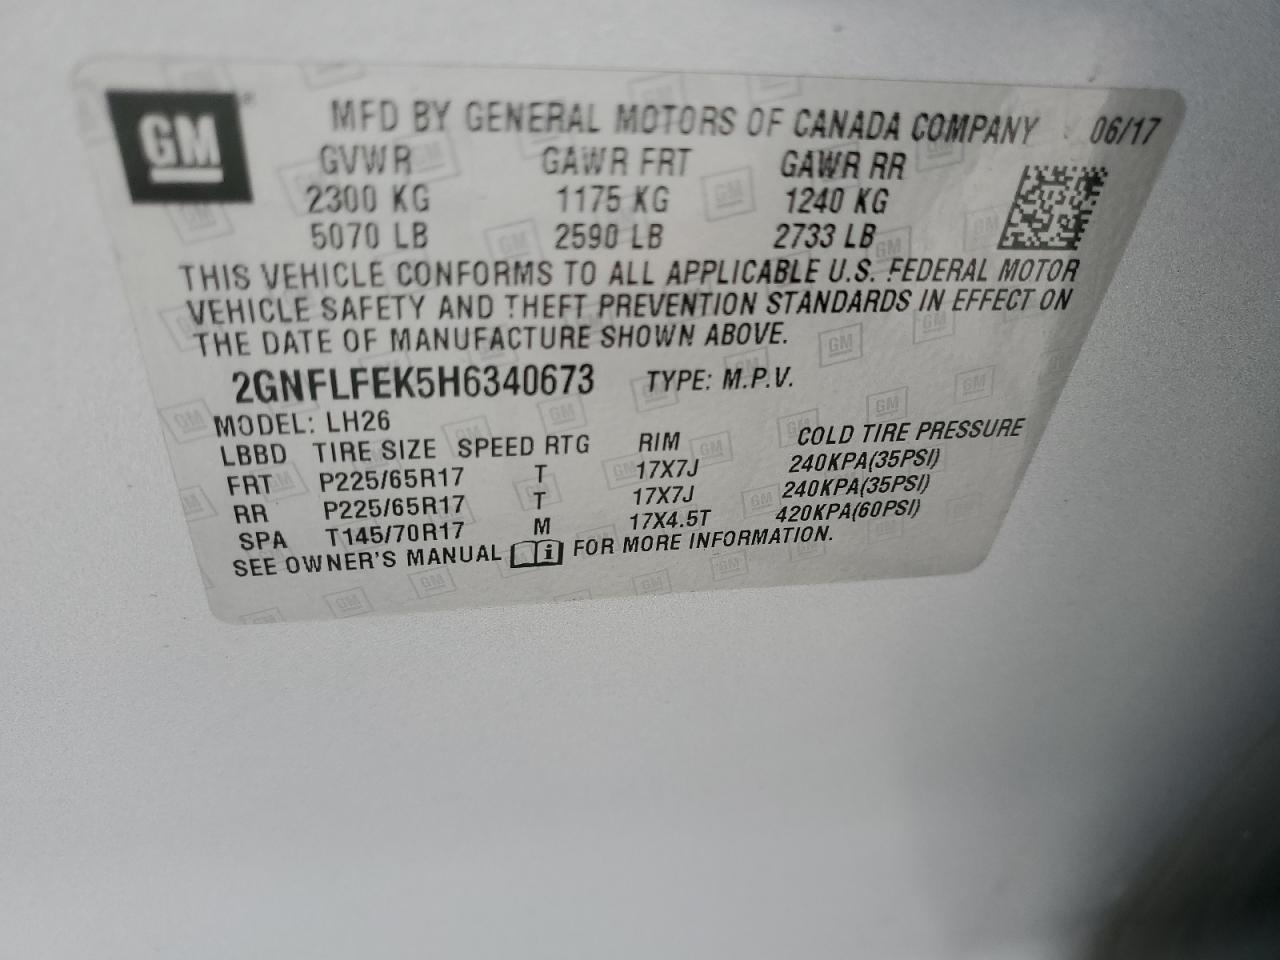 GM
MFD BY GENERAL MOTORS OF CANADA COMPANY 06/17
GVWR GAWR FRT GAWR RR
2300 KG 1175 KG 1240 KG
5070 LB 2590 LB 2733 LB
THIS VEHICLE CONFORMS TO ALL APPLICABLE U.S. FEDERAL MOTOR
VEHICLE SAFETY AND THEFT PREVENTION STANDARDS IN EFFECT ON
THE DATE OF MANUFACTURE SHOWN ABOVE.
2GNFLFEK5H6340673 TYPE: M.P.V.
MODEL: LH26
LBBD TIRE SIZE SPEED RTG RIM COLD TIRE PRESSURE
FRT P225/65R17 T 17X7J 240KPA(35PSI)
RR P225/65R17 T 17X7J 240KPA(35PSI)
SPA T145/70R17 M 17X4.5T 420KPA(60PSI)
SEE OWNER'S MANUAL i FOR MORE INFORMATION.